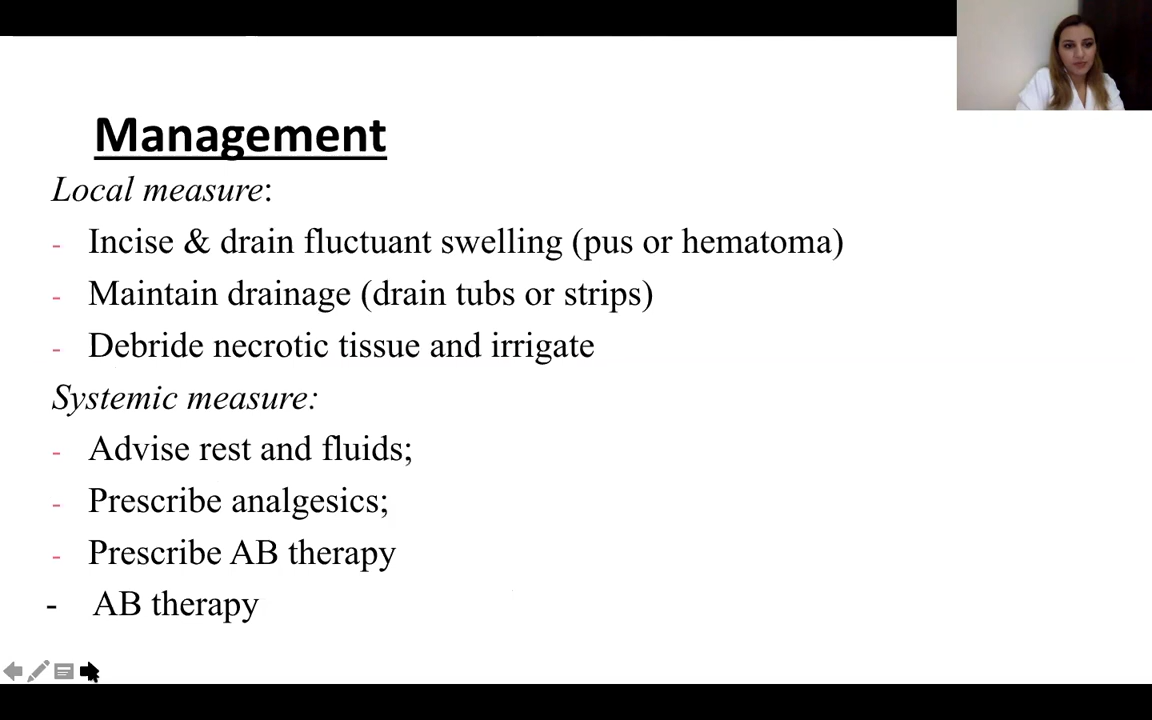 Management
Local measure:
- Incise & drain fluctuant swelling (pus or hematoma)
- Maintain drainage (drain tubs or strips)
- Debride necrotic tissue and irrigate
Systemic measure:
- Advise rest and fluids;
- Prescribe analgesics;
- Prescribe AB therapy
- AB therapy